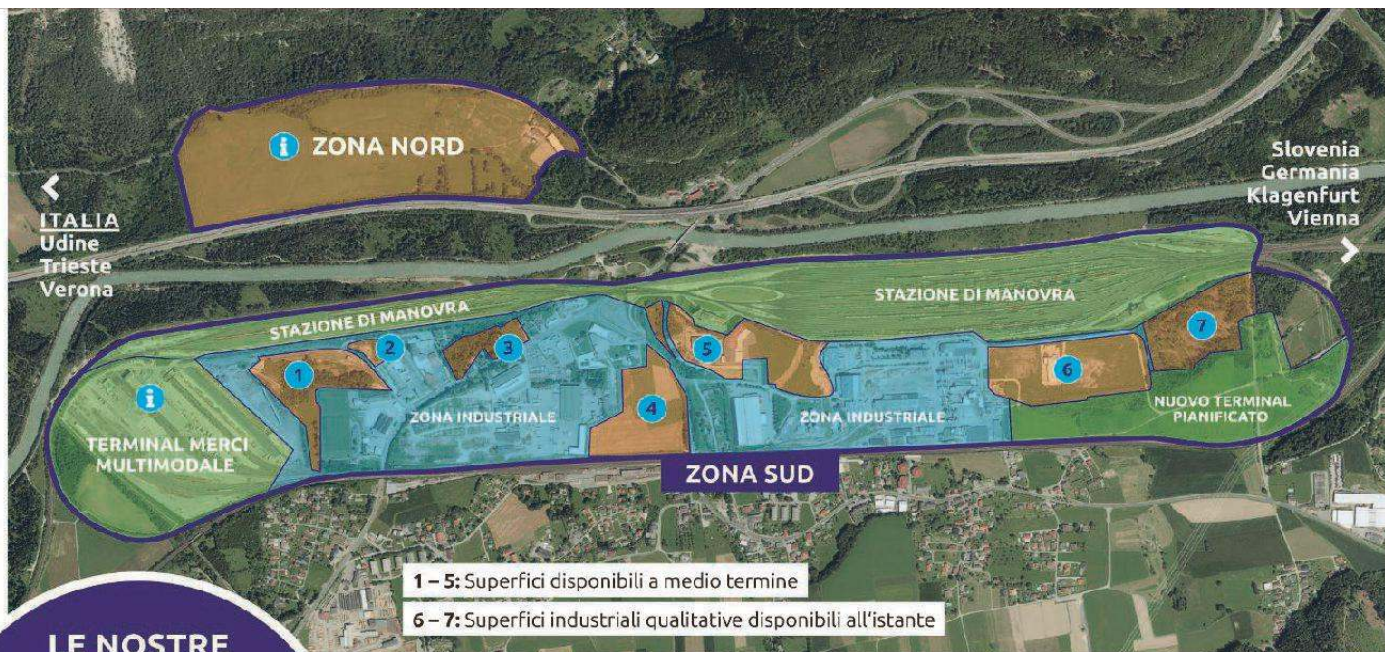 ZONA NORD
ITALIA
Udine
Trieste
Verona
Slovenia
Germania
Klagenfurt
Vienna
STAZIONE DI MANOVRA
STAZIONE DI MANOVRA
1
2
3
4
5
6
7
TERMINAL MERCI
MULTIMODALE
ZONA INDUSTRIALE
ZONA INDUSTRIALE
NUOVO TERMINAL
PIANIFICATO
ZONA SUD
1 – 5: Superfici disponibili a medio termine
6 – 7: Superfici industriali qualitative disponibili all'istante
LE NOSTRE